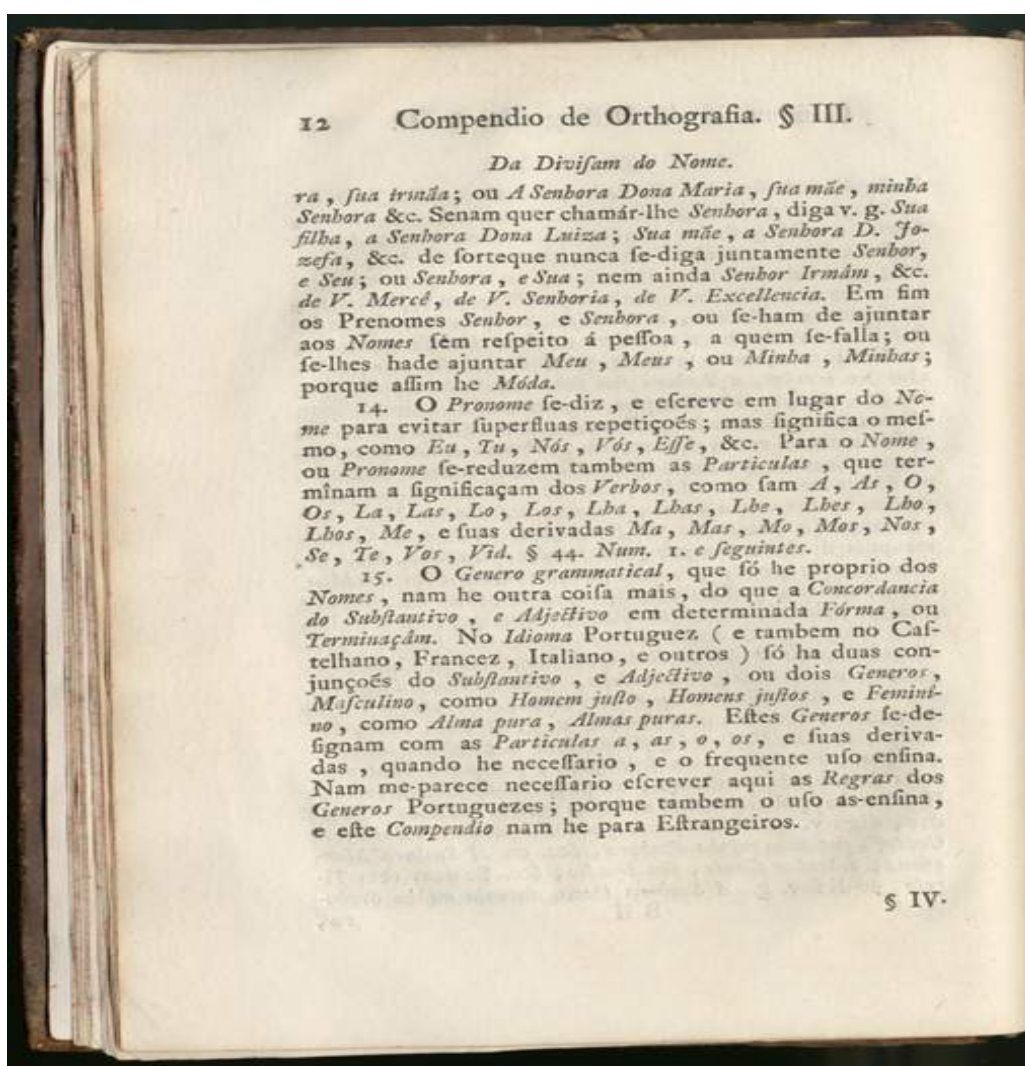 12 Compendio de Orthografia. § III.
Da Diviſam do Nome.
ra, ſua irmãa; ou A Senhora Dona Maria, ſua mãe, minha
Senhora &c. Senam quer chamár-lhe Senhora, diga v. g. Sua
filha, a Senhora Dona Luiza; Sua mãe, a Senhora D. Jo-
zefa, &c. de ſorteque nunca ſe-diga juntamente Senhor,
e Seu; ou Senhora, e Sua; nem ainda Senhor Irmám, &c.
de V. Mercê, de V. Senhoria, de V. Excellencia. Em fim
os Prenomes Senhor, e Senhora, ou ſe-ham de ajuntar
aos Nomes ſêm reſpeito á peſſoa, a quem ſe-falla; ou
ſe-lhes hade ajuntar Meu, Meus, ou Minha, Minhas;
porque aſſim he Móda.
14. O Pronome ſe-diz, e eſcreve em lugar do No-
me para evitar ſuperfluas repetiçoẽs; mas ſignifica o meſ-
mo, como Eu, Tu, Nós, Vós, Eſſe, &c. Para o Nome,
ou Pronome ſe-reduzem tambem as Particulas, que ter-
mînam a ſignificaçam dos Verbos, como ſam A, As, O,
Os, La, Las, Lo, Los, Lha, Lhas, Lhe, Lhes, Lho,
Lhos, Me, e ſuas derivadas Ma, Mas, Mo, Mos, Nos,
Se, Te, Vos, Vid. § 44. Num. 1. e ſeguintes.
15. O Genero grammatical, que ſó he proprio dos
Nomes, nam he outra coiſa mais, do que a Concordancia
do Subſtantivo, e Adjectivo em determinada Fórma, ou
Terminaçám. No Idioma Portuguez ( e tambem no Caſ-
telhano, Francez, Italiano, e outros ) ſó ha duas con-
junçoẽs do Subſtantivo, e Adjectivo, ou dois Generos,
Maſculino, como Homem juſto, Homens juſtos, e Femini-
no, como Alma pura, Almas puras. Eſtes Generos ſe-de-
ſignam com as Particulas a, as, o, os, e ſuas deriva-
das, quando he neceſſario, e o frequente uſo enſina.
Nam me-parece neceſſario eſcrever aqui as Regras dos
Generos Portuguezes; porque tambem o uſo as-enſina,
e eſte Compendio nam he para Eſtrangeiros.
§ IV.